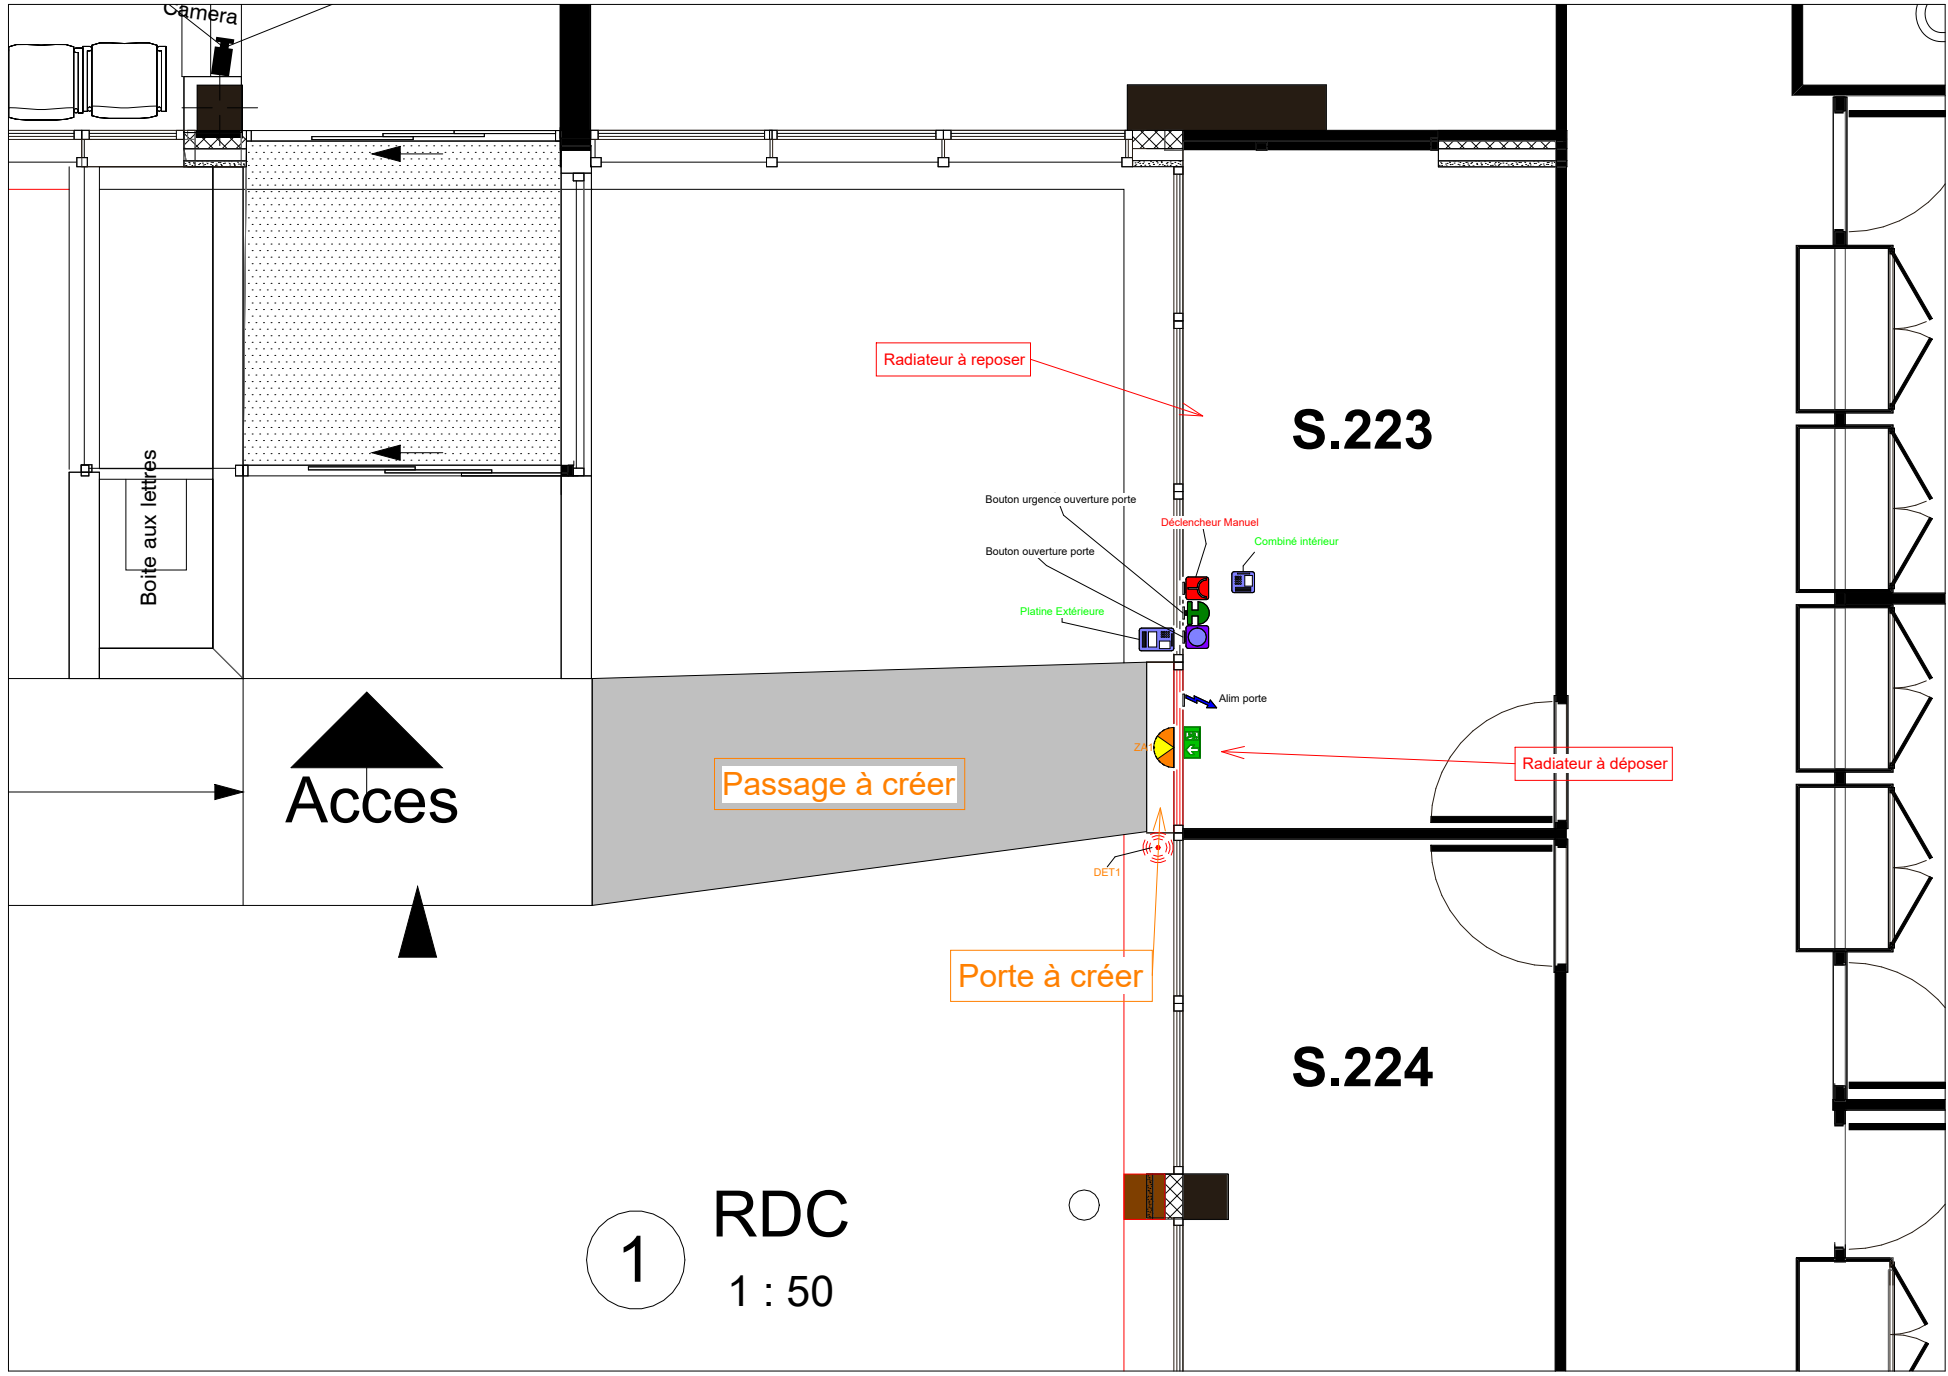 Camera
Radiateur à reposer
S.223
Boite aux lettres
Bouton urgence ouverture porte
Déclencheur Manuel
Combiné intérieur
Bouton ouverture porte
Platine Extérieure
Alim porte
ZA1
Radiateur à déposer
Passage à créer
Acces
DET1
Porte à créer
S.224
1
RDC
1 : 50